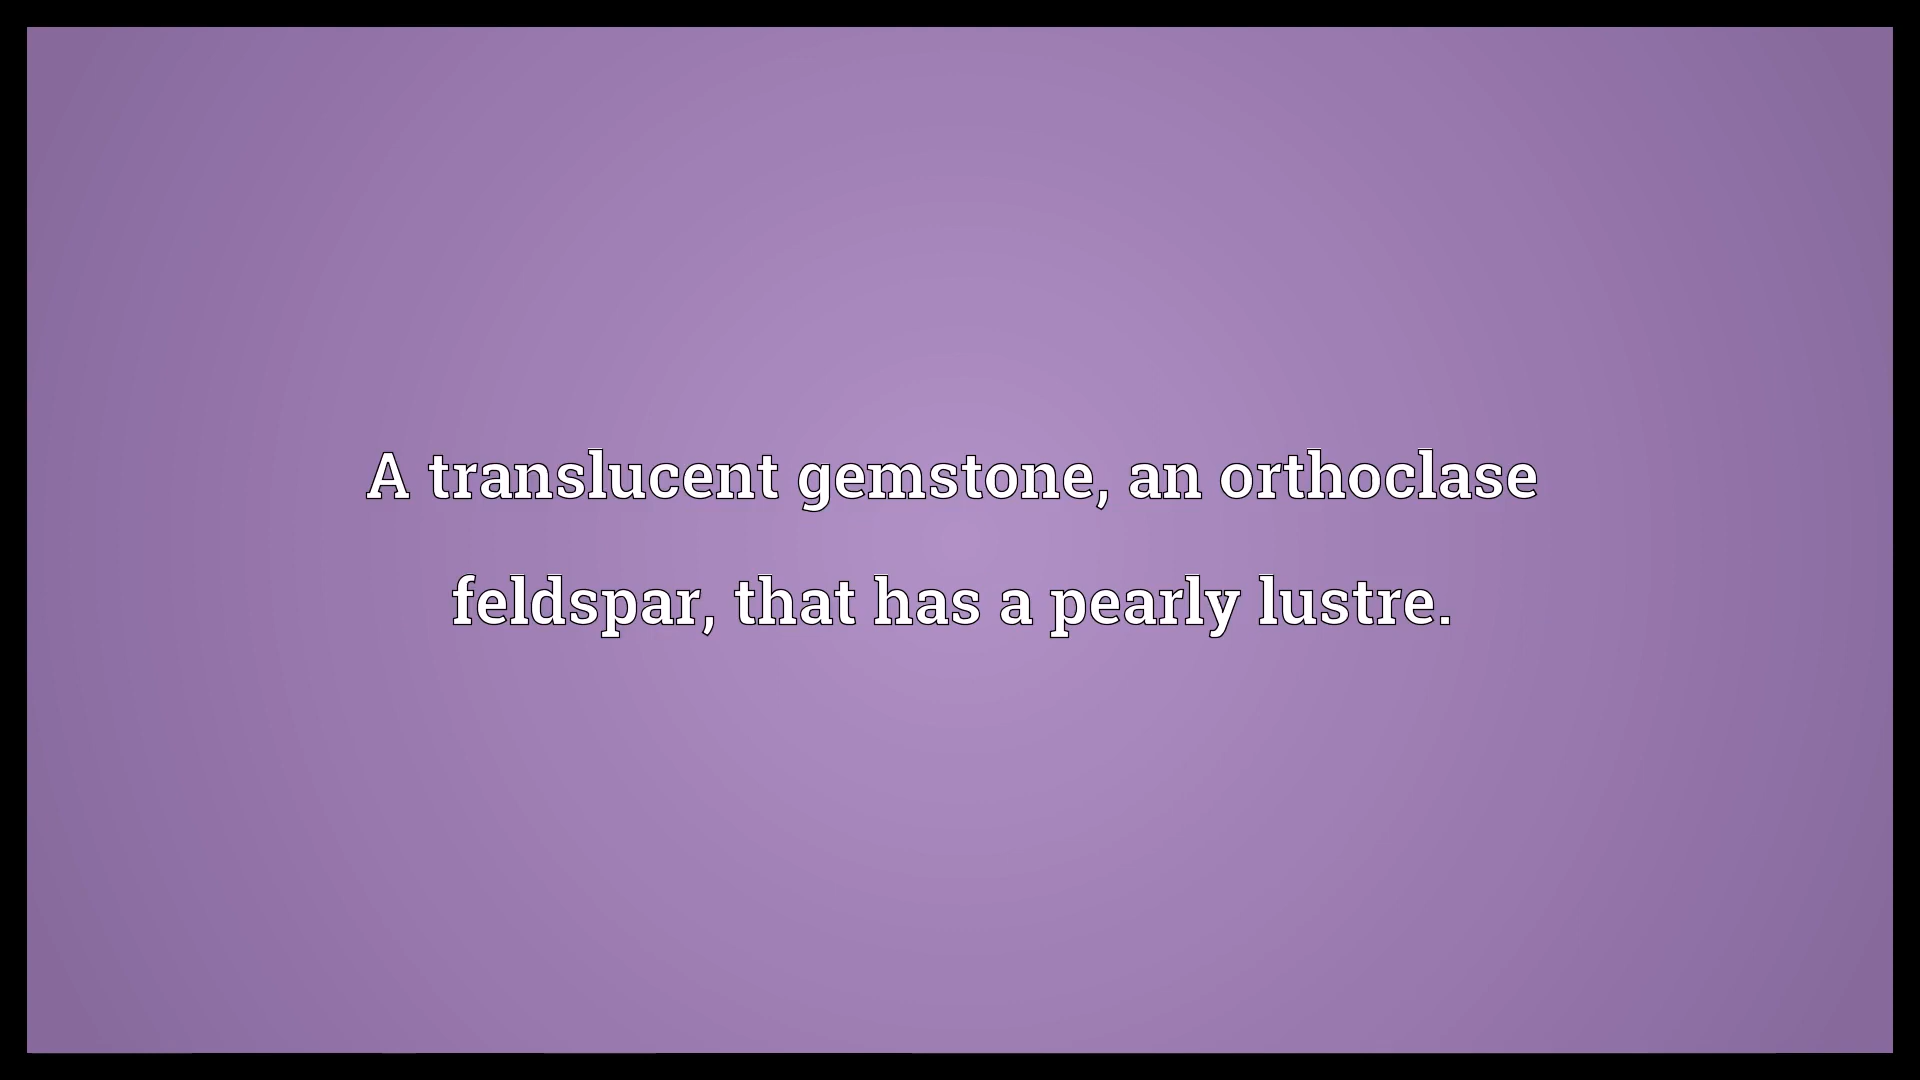 A translucent gemstone, an orthoclase
feldspar, that has a pearly lustre.